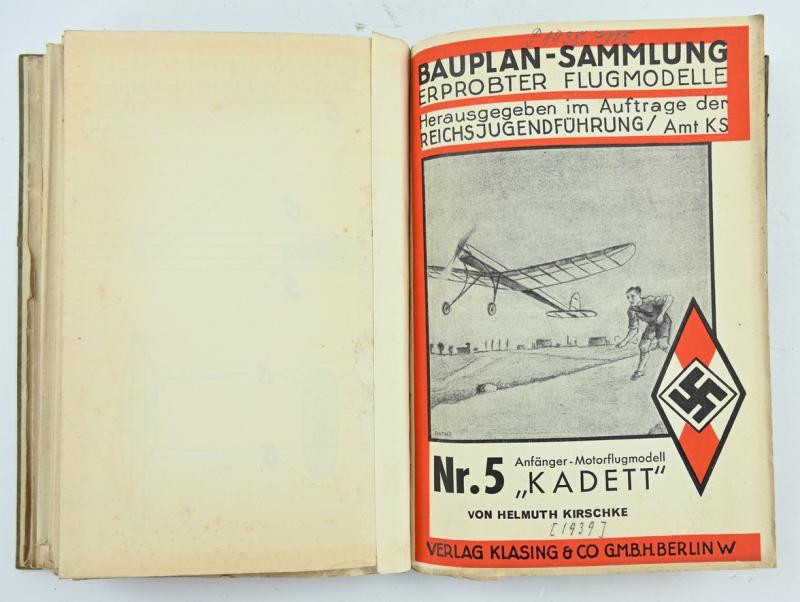 BAUPLAN-SAMMLUNG
ERPROBTER FLUGMODELLE
Herausgegeben im Auftrage der
REICHSJUGENDFÜHRUNG/ Amt KS
Nr.5 Anfänger-Motorflugmodell
„KADETT"
VON HELMUTH KIRSCHKE
[1939]
VERLAG KLASING & CO G.M.B.H. BERLIN W